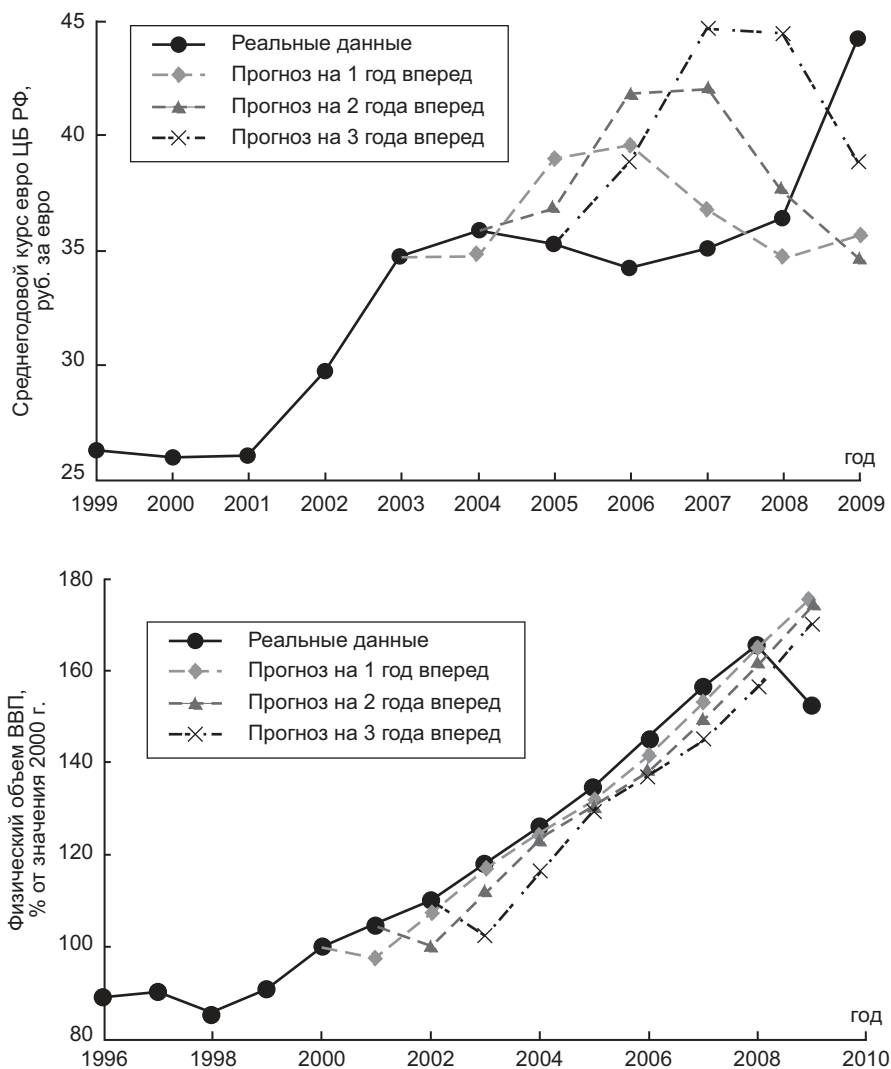 Среднегодовой курс евро ЦБ РФ,
руб. за евро
45
40
35
30
25
Реальные данные
Прогноз на 1 год вперед
Прогноз на 2 года вперед
Прогноз на 3 года вперед
год
1999 2000 2001 2002 2003 2004 2005 2006 2007 2008 2009
Физический объем ВВП,
% от значения 2000 г.
180
160
140
120
100
80
Реальные данные
Прогноз на 1 год вперед
Прогноз на 2 года вперед
Прогноз на 3 года вперед
год
1996 1998 2000 2002 2004 2006 2008 2010